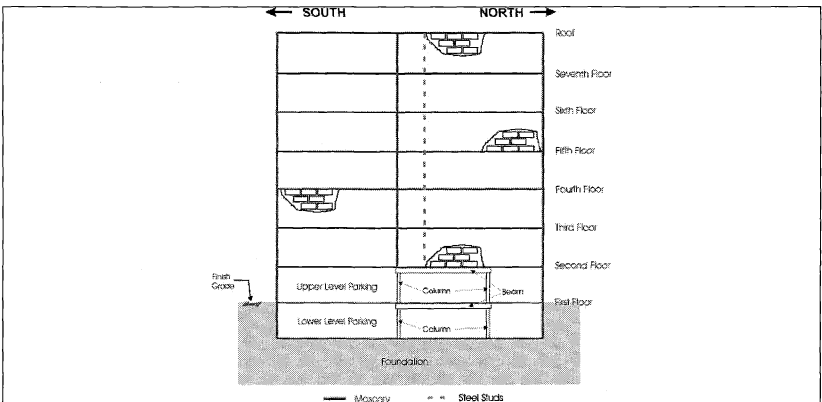 SOUTH NORTH
Roof
Seventh Floor
Sixth Floor
Fifth Floor
Fourth Floor
Third Floor
Second Floor
Finish
Grade
Upper Level Parking
Column
Beam
First Floor
Lower Level Parking
Column
Foundation
Masonry
Steel Studs